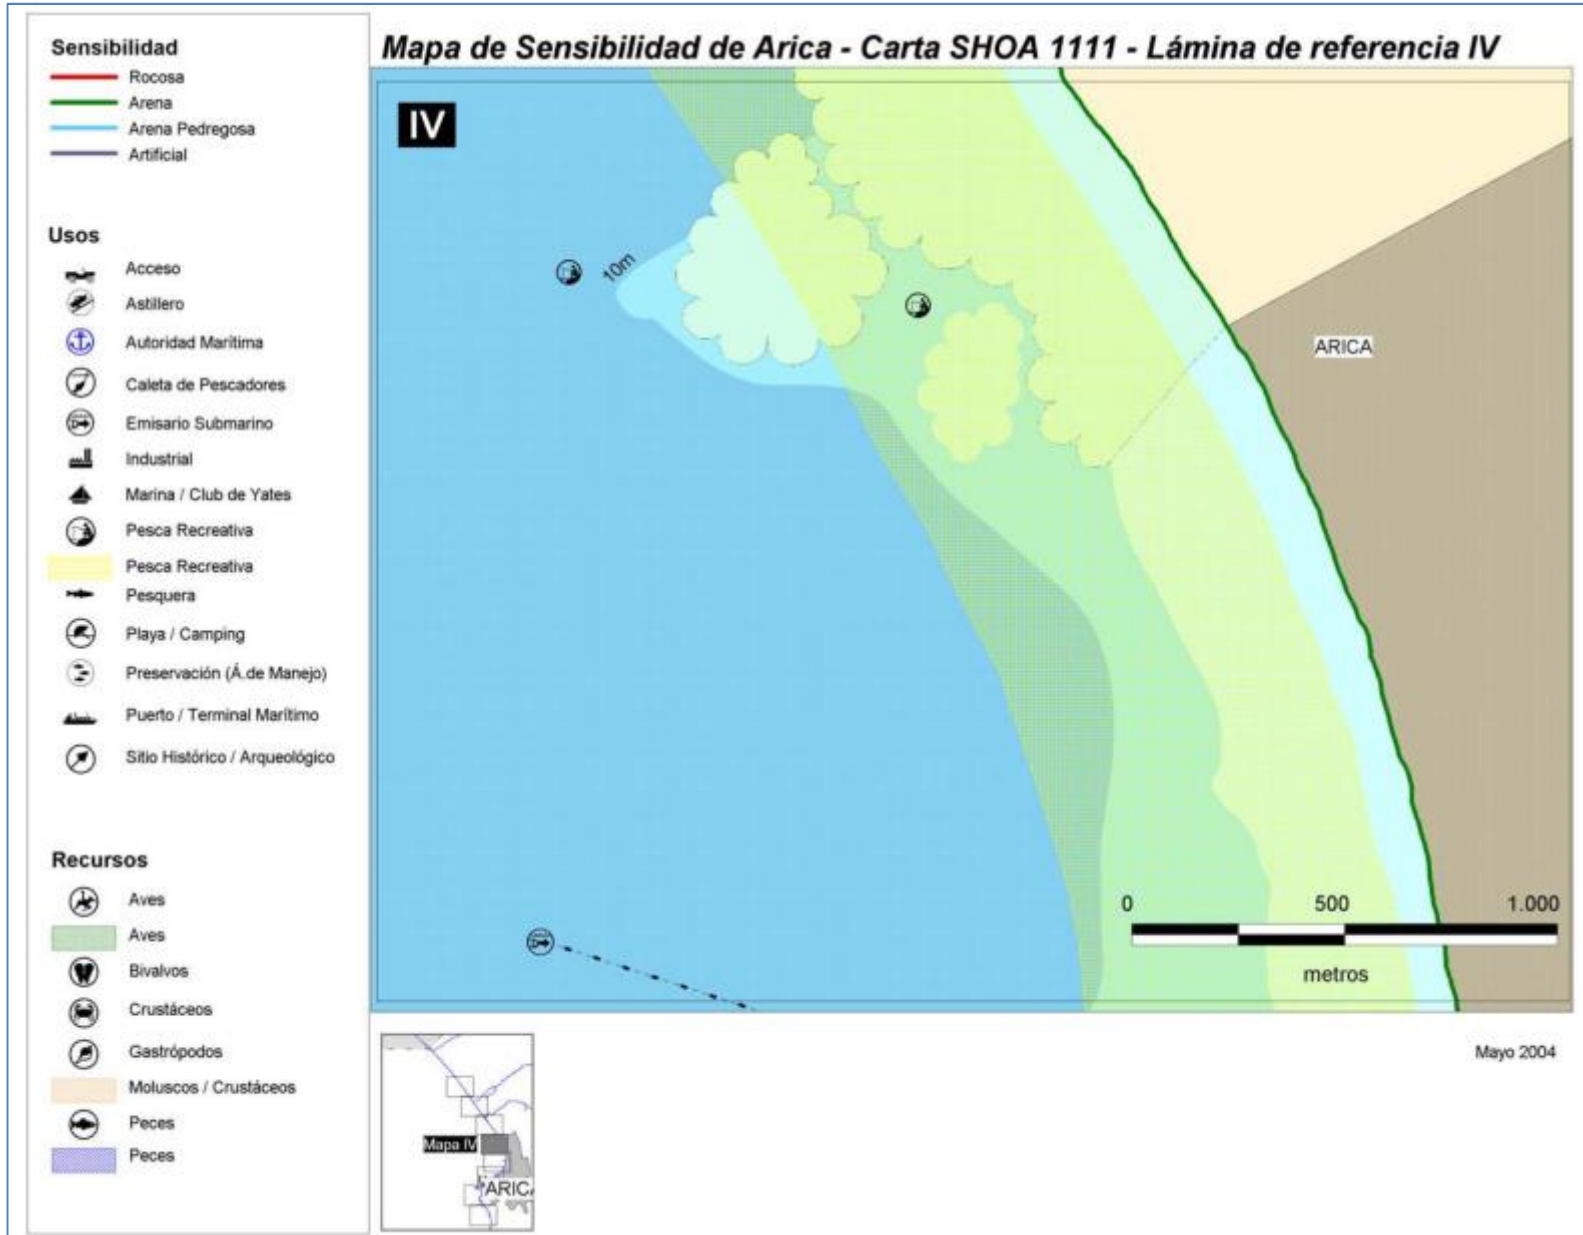 Mapa de Sensibilidad de Arica - Carta SHOA 1111 - Lámina de referencia IV
Sensibilidad
Rocosa
Arena
Arena Pedregosa
Artificial
Usos
Acceso
Astillero
Autoridad Marítima
Caleta de Pescadores
Emisario Submarino
Industrial
Marina / Club de Yates
Pesca Recreativa
Pesca Recreativa
Pesquera
Playa / Camping
Preservación (Á.de Manejo)
Puerto / Terminal Marítimo
Sitio Histórico / Arqueológico
Recursos
Aves
Aves
Bivalvos
Crustáceos
Gastrópodos
Moluscos / Crustáceos
Peces
Peces
IV
10m
ARICA
0 500 1.000
metros
Mayo 2004
Mapa IV
ARICA